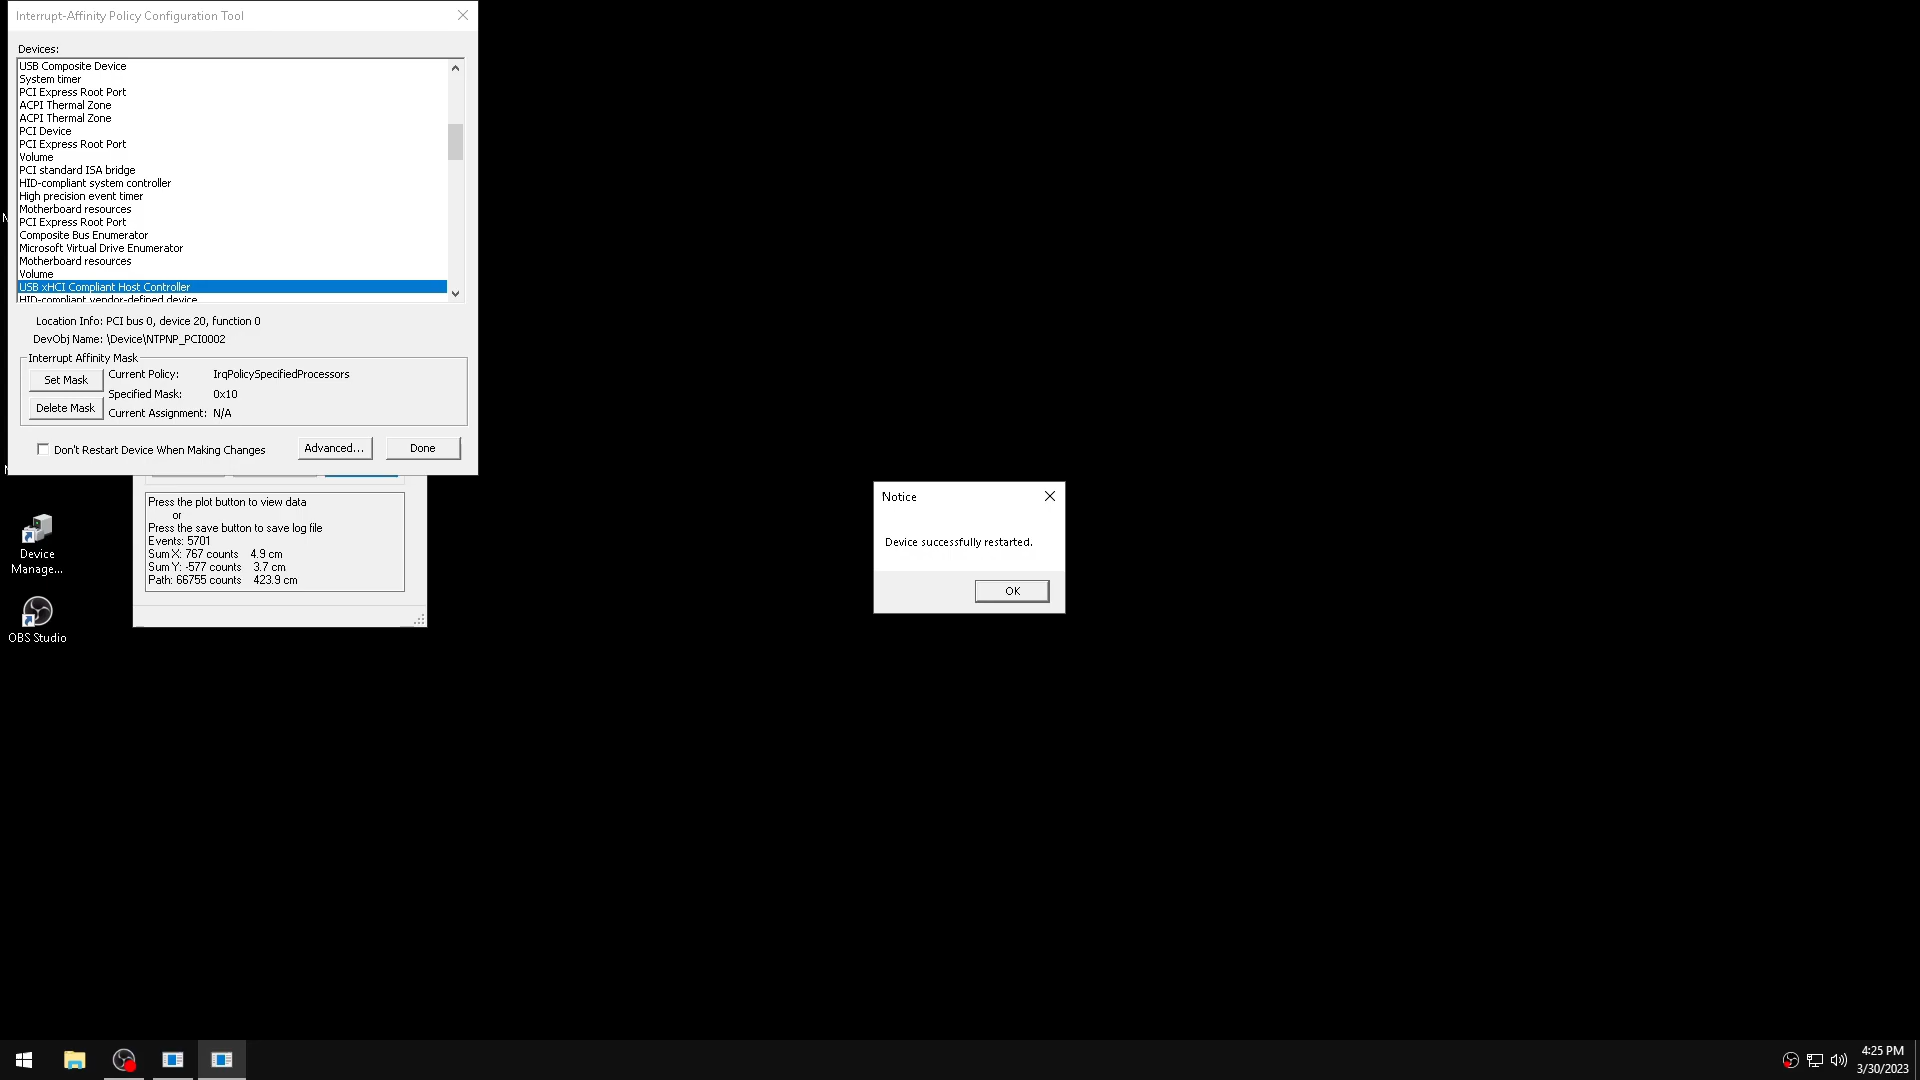 Interrupt-Affinity Policy Configuration Tool
Devices:
USB Composite Device
System timer
PCI Express Root Port
ACPI Thermal Zone
ACPI Thermal Zone
PCI Device
PCI Express Root Port
Volume
PCI standard ISA bridge
HID-compliant system controller
High precision event timer
Motherboard resources
PCI Express Root Port
Composite Bus Enumerator
Microsoft Virtual Drive Enumerator
Motherboard resources
Volume
USB xHCI Compliant Host Controller
HID-compliant vendor-defined device
Location Info: PCI bus 0, device 20, function 0
DevObj Name: \Device\NTPNP_PCI0002
Interrupt Affinity Mask
Set Mask
Current Policy: IrqPolicySpecifiedProcessors
Specified Mask: 0x10
Delete Mask
Current Assignment: N/A
Don't Restart Device When Making Changes
Advanced...
Done
Press the plot button to view data
or
Press the save button to save log file
Events: 5701
Sum X: 767 counts 4.9 cm
Sum Y: -577 counts 3.7 cm
Path: 66755 counts 423.9 cm
Device
Manage...
OBS Studio
Notice
Device successfully restarted.
OK
4:25 PM
3/30/2023